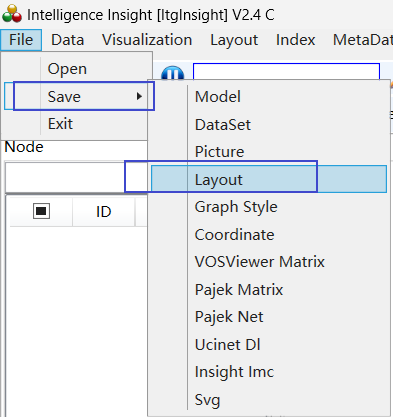 Intelligence Insight [ItgInsight] V2.4 C
File Data Visualization Layout Index MetaDat
Open
Save
Exit
Model
DataSet
Picture
Layout
Graph Style
Coordinate
VOSViewer Matrix
Pajek Matrix
Pajek Net
Ucinet Dl
Insight Imc
Svg
Node
ID